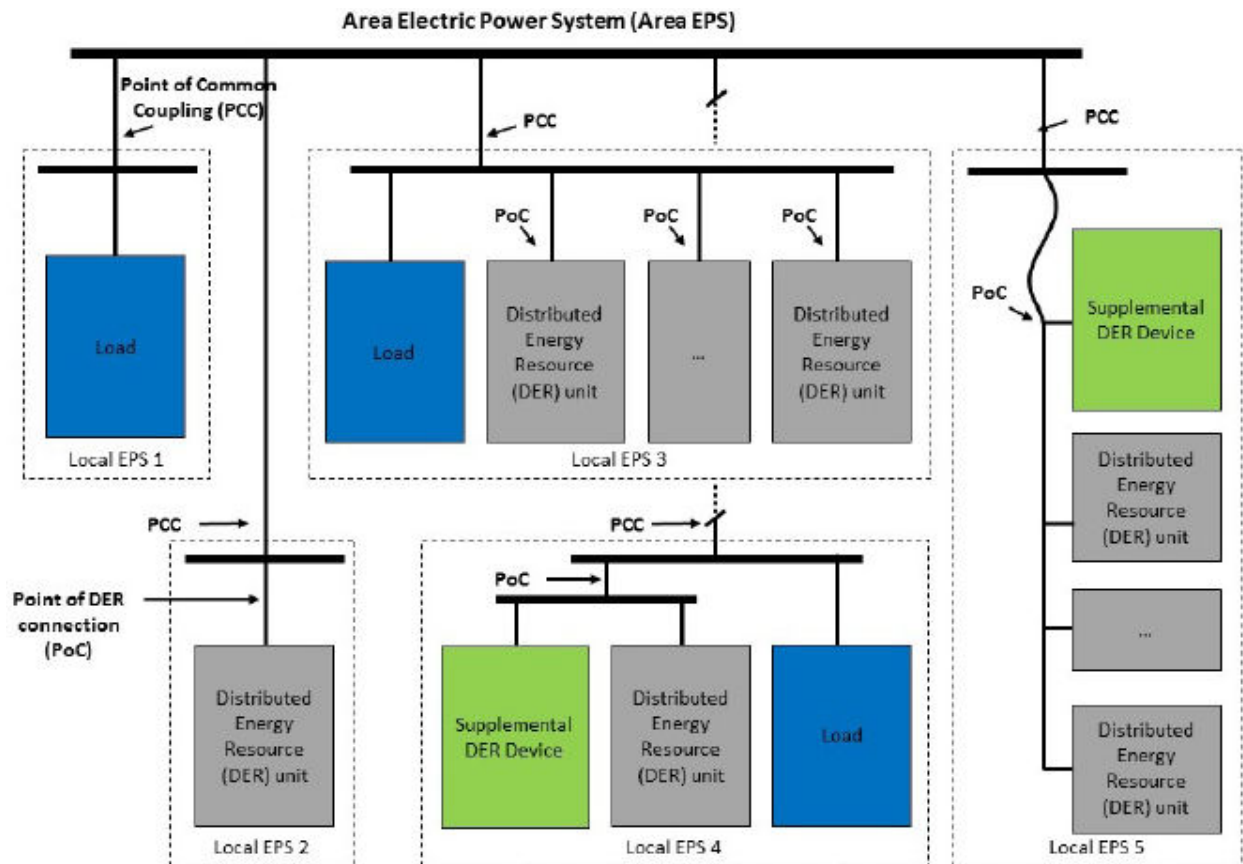 Area Electric Power System (Area EPS)
Point of Common
Coupling (PCC)
PCC
PCC
Load
Local EPS 1
PoC
PoC
PoC
Load
Distributed
Energy
Resource
(DER) unit
...
Distributed
Energy
Resource
(DER) unit
Local EPS 3
PoC
Supplemental
DER Device
Distributed
Energy
Resource
(DER) unit
...
Distributed
Energy
Resource
(DER) unit
Local EPS 5
PCC
Point of DER
connection
(PoC)
Distributed
Energy
Resource
(DER) unit
Local EPS 2
PCC
PoC
Supplemental
DER Device
Distributed
Energy
Resource
(DER) unit
Load
Local EPS 4